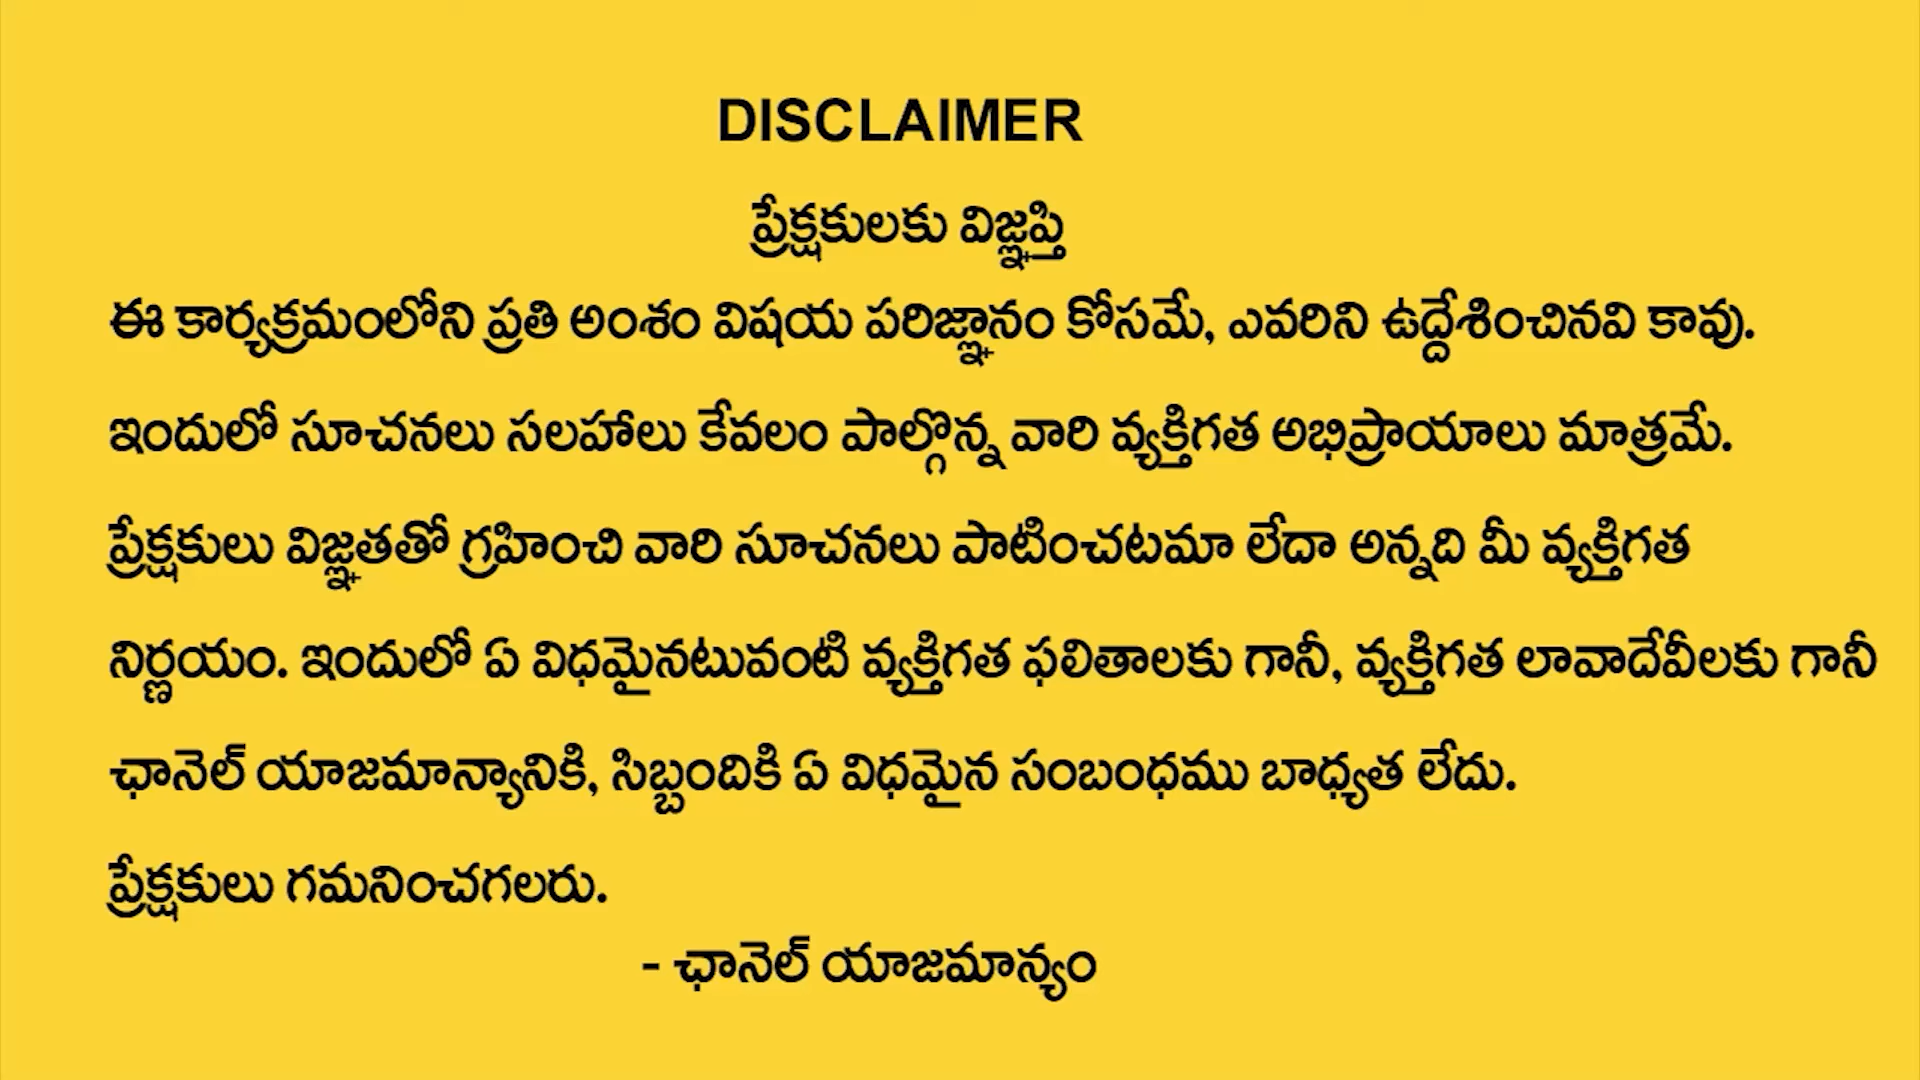 DISCLAIMER
ప్రేక్షకులకు విజ్ఞప్తి
ఈ కార్యక్రమంలోని ప్రతి అంశం విషయ పరిజ్ఞానం కోసమే, ఎవరిని ఉద్దేశించినవి కావు.
ఇందులో సూచనలు సలహాలు కేవలం పాల్గొన్న వారి వ్యక్తిగత అభిప్రాయాలు మాత్రమే.
ప్రేక్షకులు విజ్ఞతతో గ్రహించి వారి సూచనలు పాటించటమా లేదా అన్నది మీ వ్యక్తిగత
నిర్ణయం. ఇందులో ఏ విధమైనటువంటి వ్యక్తిగత ఫలితాలకు గానీ, వ్యక్తిగత లావాదేవీలకు గానీ
ఛానెల్ యాజమాన్యానికి, సిబ్బందికి ఏ విధమైన సంబంధము బాధ్యత లేదు.
ప్రేక్షకులు గమనించగలరు.
- ఛానెల్ యాజమాన్యం